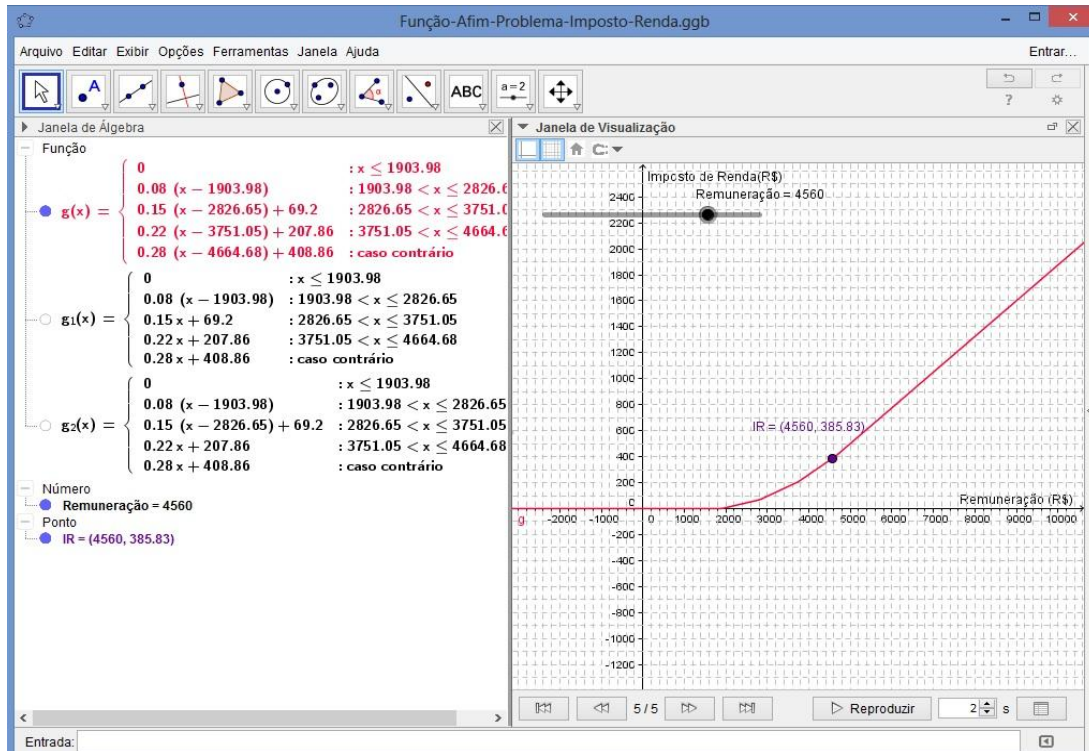 Função-Afim-Problema-Imposto-Renda.ggb
Arquivo Editar Exibir Opções Ferramentas Janela Ajuda
Entrar...
A
α
ABC
a=2
?
Janela de Álgebra
Função
g(x) =
0 : x ≤ 1903.98
0.08 (x − 1903.98) : 1903.98 < x ≤ 2826.6
0.15 (x − 2826.65) + 69.2 : 2826.65 < x ≤ 3751.0
0.22 (x − 3751.05) + 207.86 : 3751.05 < x ≤ 4664.6
0.28 (x − 4664.68) + 408.86 : caso contrário
g₁(x) =
0 : x ≤ 1903.98
0.08 (x − 1903.98) : 1903.98 < x ≤ 2826.65
0.15 x + 69.2 : 2826.65 < x ≤ 3751.05
0.22 x + 207.86 : 3751.05 < x ≤ 4664.68
0.28 x + 408.86 : caso contrário
g₂(x) =
0 : x ≤ 1903.98
0.08 (x − 1903.98) : 1903.98 < x ≤ 2826.65
0.15 (x − 2826.65) + 69.2 : 2826.65 < x ≤ 3751.05
0.22 x + 207.86 : 3751.05 < x ≤ 4664.68
0.28 x + 408.86 : caso contrário
Número
Remuneração = 4560
Ponto
IR = (4560, 385.83)
Janela de Visualização
Imposto de Renda(R$)
Remuneração = 4560
2400
2200
2000
1800
1600
1400
1200
1000
800
600
IR = (4560, 385.83)
400
200
0
Remuneração (R$)
g -2000 -1000 0 1000 2000 3000 4000 5000 6000 7000 8000 9000 10000
-200
-400
-600
-800
-1000
-1200
5 / 5
Reproduzir
2 s
Entrada: